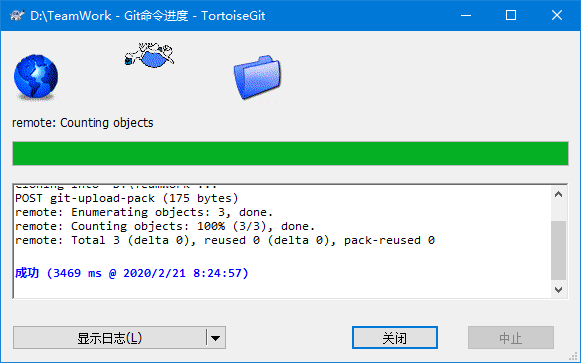 D:\TeamWork - Git命令进度 - TortoiseGit
remote: Counting objects
Cloning into 'D:\TeamWork'...
POST git-upload-pack (175 bytes)
remote: Enumerating objects: 3, done.
remote: Counting objects: 100% (3/3), done.
remote: Total 3 (delta 0), reused 0 (delta 0), pack-reused 0
成功 (3469 ms @ 2020/2/21 8:24:57)
显示日志(L)
关闭
中止